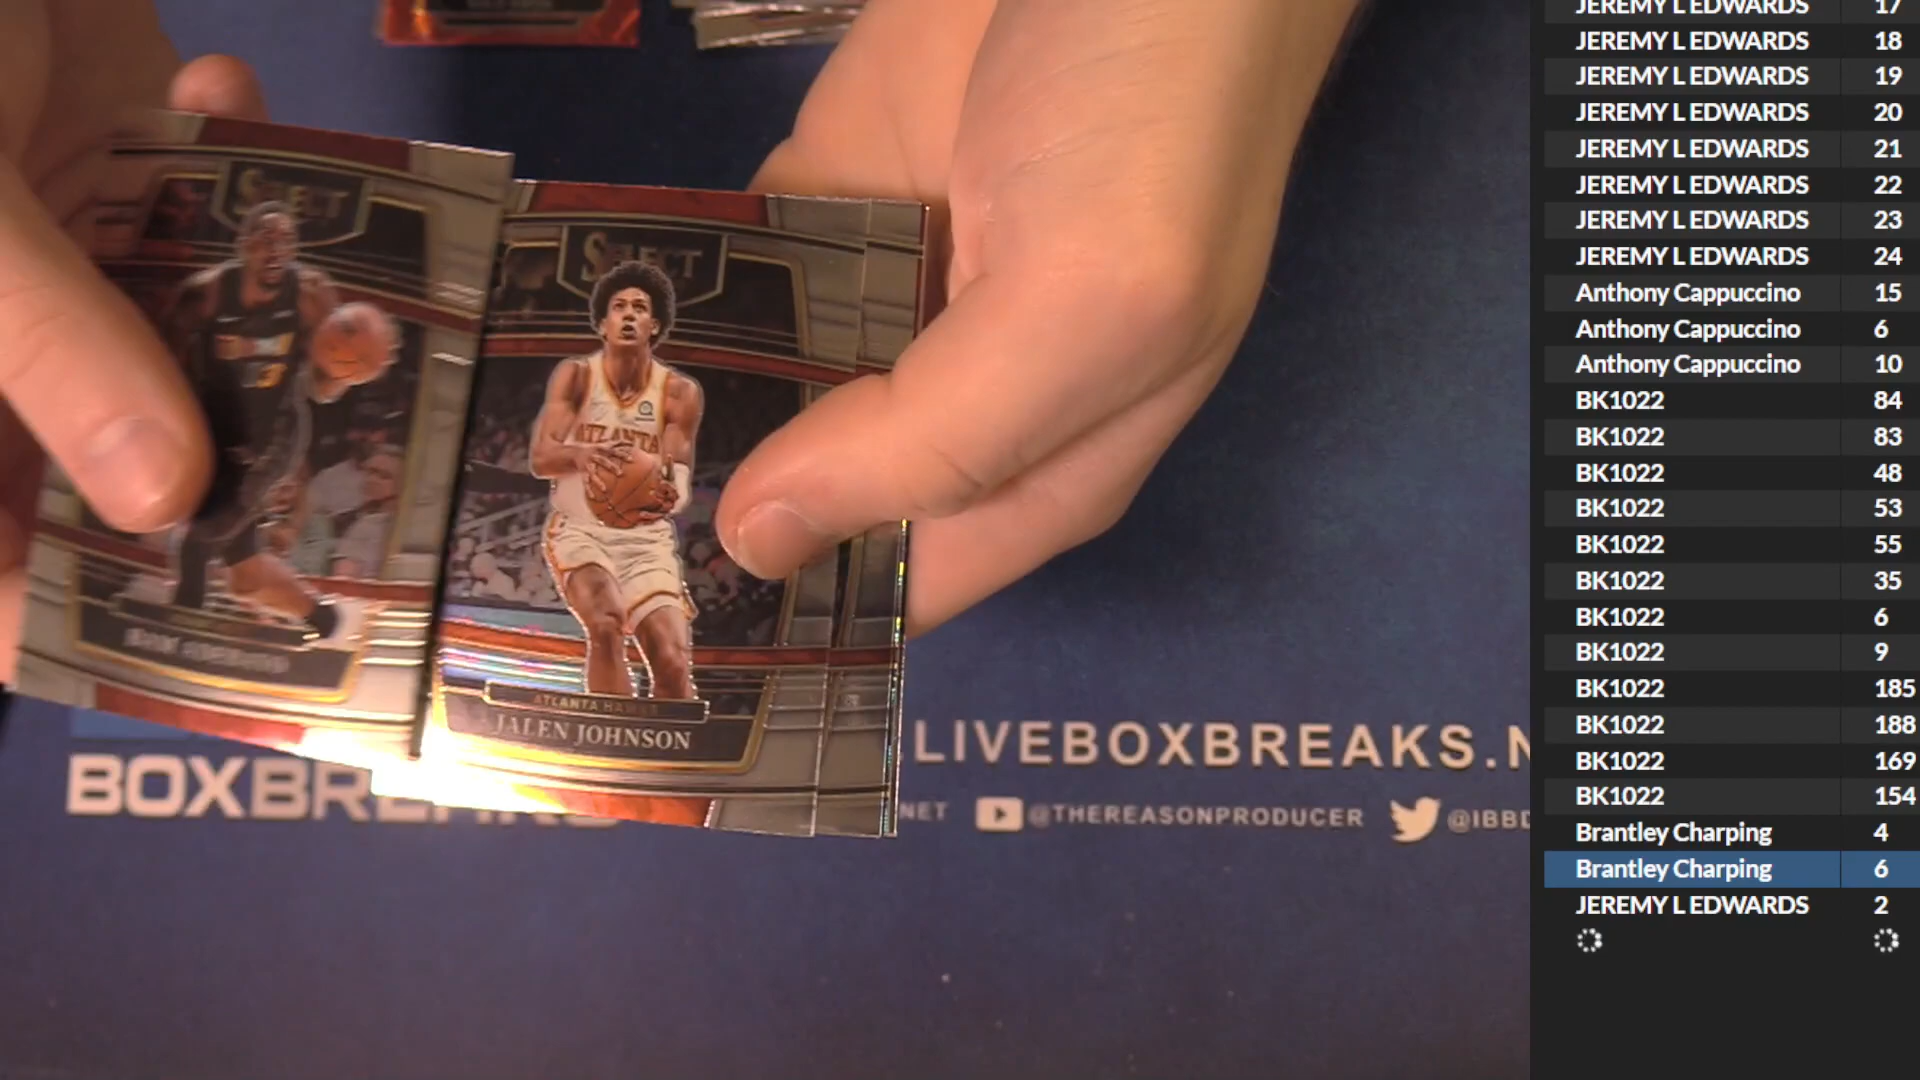 SELECT
SELECT
ATLANTA
ATLANTA HAWKS
JALEN JOHNSON
BOXBREAKS
LIVEBOXBREAKS.N
NET
@THEREASONPRODUCER
@IBBD
JEREMY L EDWARDS 17
JEREMY L EDWARDS 18
JEREMY L EDWARDS 19
JEREMY L EDWARDS 20
JEREMY L EDWARDS 21
JEREMY L EDWARDS 22
JEREMY L EDWARDS 23
JEREMY L EDWARDS 24
Anthony Cappuccino 15
Anthony Cappuccino 6
Anthony Cappuccino 10
BK1022 84
BK1022 83
BK1022 48
BK1022 53
BK1022 55
BK1022 35
BK1022 6
BK1022 9
BK1022 185
BK1022 188
BK1022 169
BK1022 154
Brantley Charping 4
Brantley Charping 6
JEREMY L EDWARDS 2